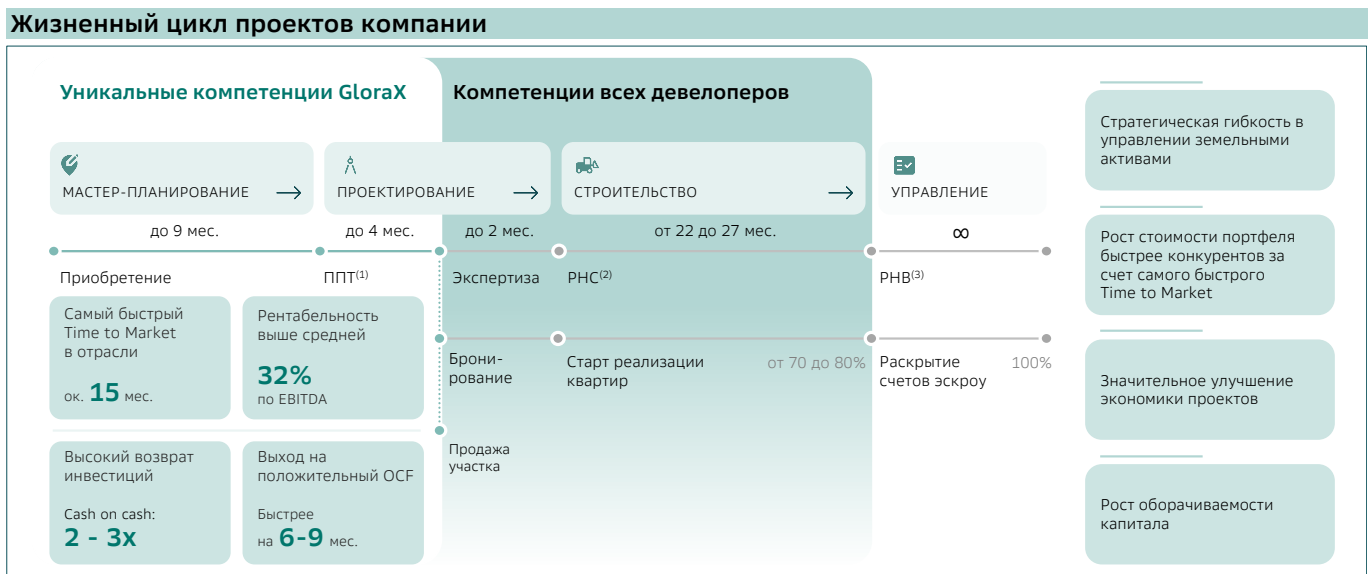 Жизненный цикл проектов компании
Уникальные компетенции GloraX
Компетенции всех девелоперов
МАСТЕР-ПЛАНИРОВАНИЕ
ПРОЕКТИРОВАНИЕ
СТРОИТЕЛЬСТВО
УПРАВЛЕНИЕ
до 9 мес.
до 4 мес.
до 2 мес.
от 22 до 27 мес.
∞
Приобретение
ППТ(1)
Экспертиза
РНС(2)
РНВ(3)
Самый быстрый
Time to Market
в отрасли
ок. 15 мес.
Рентабельность
выше средней
32%
по EBITDA
Брони-
рование
Старт реализации
квартир
от 70 до 80%
Раскрытие
счетов эскроу
100%
Высокий возврат
инвестиций
Cash on cash:
2 - 3x
Выход на
положительный OCF
Быстрее
на 6-9 мес.
Продажа
участка
Стратегическая гибкость в
управлении земельными
активами
Рост стоимости портфеля
быстрее конкурентов за
счет самого быстрого
Time to Market
Значительное улучшение
экономики проектов
Рост оборачиваемости
капитала